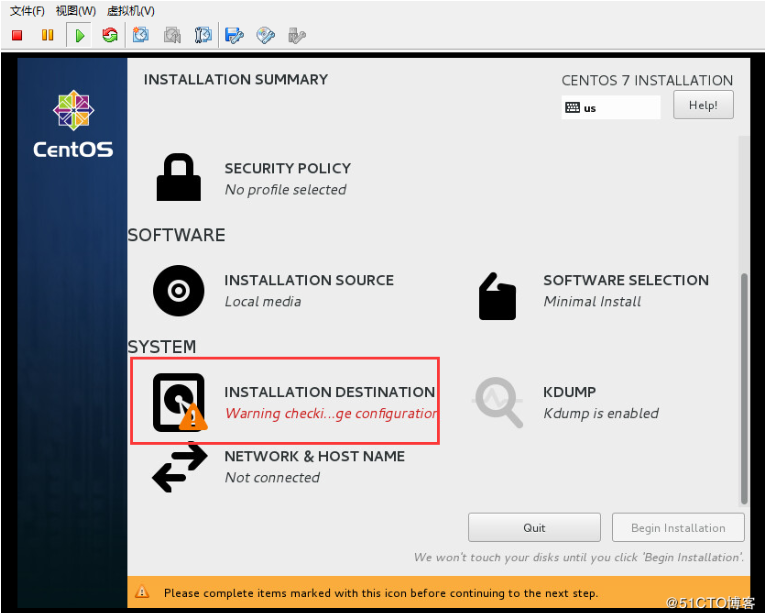 文件(F) 视图(W) 虚拟机(V)
INSTALLATION SUMMARY
CENTOS 7 INSTALLATION
us
Help!
CentOS
SECURITY POLICY
No profile selected
SOFTWARE
INSTALLATION SOURCE
Local media
SOFTWARE SELECTION
Minimal Install
SYSTEM
INSTALLATION DESTINATION
Warning checki...ge configuration
KDUMP
Kdump is enabled
NETWORK & HOST NAME
Not connected
Quit
Begin Installation
We won't touch your disks until you click 'Begin Installation'.
Please complete items marked with this icon before continuing to the next step.
@51CTO博客